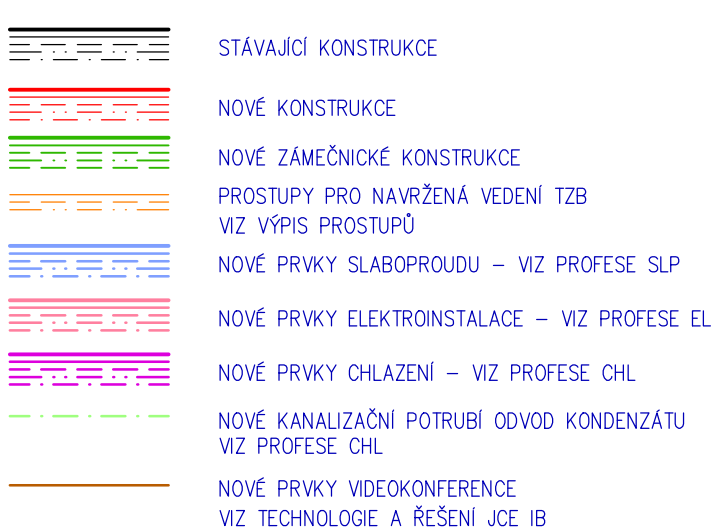 STÁVAJÍCÍ KONSTRUKCE
NOVÉ KONSTRUKCE
NOVÉ ZÁMEČNICKÉ KONSTRUKCE
PROSTUPY PRO NAVRŽENÁ VEDENÍ TZB
VIZ VÝPIS PROSTUPŮ
NOVÉ PRVKY SLABOPROUDU – VIZ PROFESE SLP
NOVÉ PRVKY ELEKTROINSTALACE – VIZ PROFESE EL
NOVÉ PRVKY CHLAZENÍ – VIZ PROFESE CHL
NOVÉ KANALIZAČNÍ POTRUBÍ ODVOD KONDENZÁTU
VIZ PROFESE CHL
NOVÉ PRVKY VIDEOKONFERENCE
VIZ TECHNOLOGIE A ŘEŠENÍ JCE IB